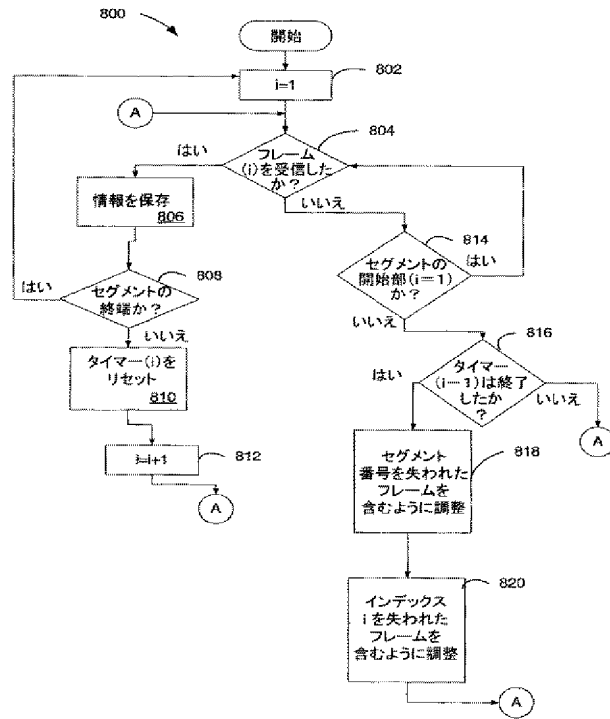 800
開始
i=1
802
A
804
はい
フレーム
(i)を受信した
か？
いいえ
情報を保存
806
814
セグメントの
開始部(i=1)
か？
はい
808
はい
セグメントの
終端か？
いいえ
いいえ
816
タイマー
(i－1)は終了
したか
？
はい
いいえ
A
タイマー(i)を
リセット
810
i=i+1
812
A
セグメント
番号を失われた
フレームを
含むように調整
818
820
インデックス
i を失われた
フレームを
含むように調整
A